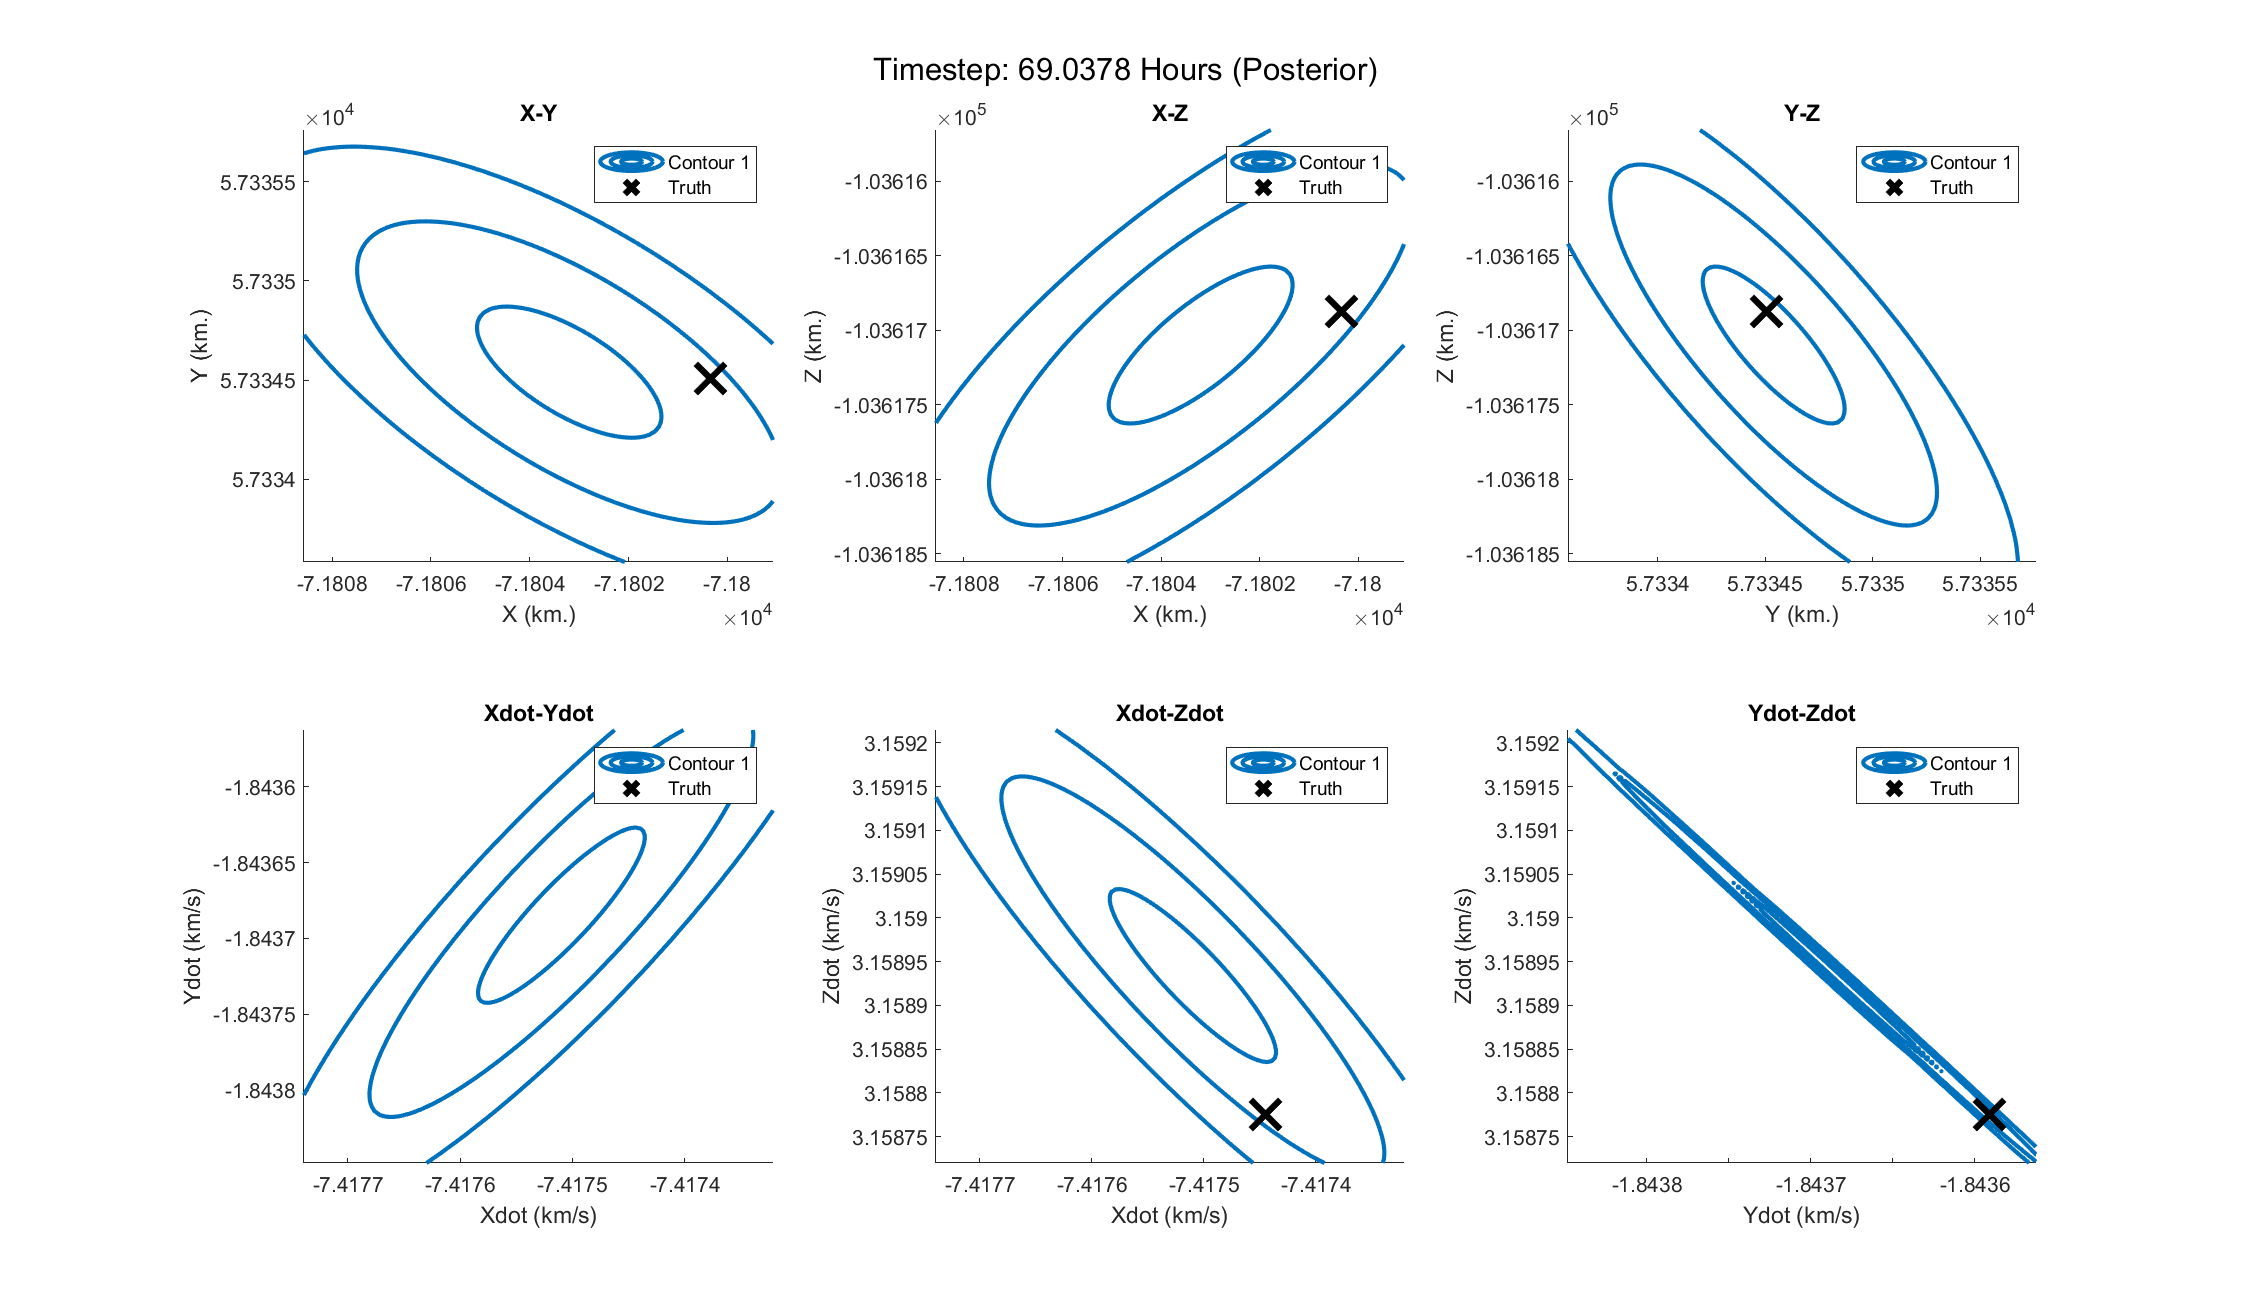 Timestep: 69.0378 Hours (Posterior)
X-Y
×10^4
5.73355
5.7335
5.73345
5.7334
Y (km.)
-7.1808 -7.1806 -7.1804 -7.1802 -7.18
X (km.)
×10^4
Contour 1
Truth
X-Z
×10^5
-1.03616
-1.036165
-1.03617
-1.036175
-1.03618
-1.036185
Z (km.)
-7.1808 -7.1806 -7.1804 -7.1802 -7.18
X (km.)
×10^4
Contour 1
Truth
Y-Z
×10^5
-1.03616
-1.036165
-1.03617
-1.036175
-1.03618
-1.036185
Z (km.)
5.7334 5.73345 5.7335 5.73355
Y (km.)
×10^4
Contour 1
Truth
Xdot-Ydot
-1.8436
-1.84365
-1.8437
-1.84375
-1.8438
Ydot (km/s)
-7.4177 -7.4176 -7.4175 -7.4174
Xdot (km/s)
Contour 1
Truth
Xdot-Zdot
3.1592
3.15915
3.1591
3.15905
3.159
3.15895
3.1589
3.15885
3.1588
3.15875
Zdot (km/s)
-7.4177 -7.4176 -7.4175 -7.4174
Xdot (km/s)
Contour 1
Truth
Ydot-Zdot
3.1592
3.15915
3.1591
3.15905
3.159
3.15895
3.1589
3.15885
3.1588
3.15875
Zdot (km/s)
-1.8438 -1.8437 -1.8436
Ydot (km/s)
Contour 1
Truth